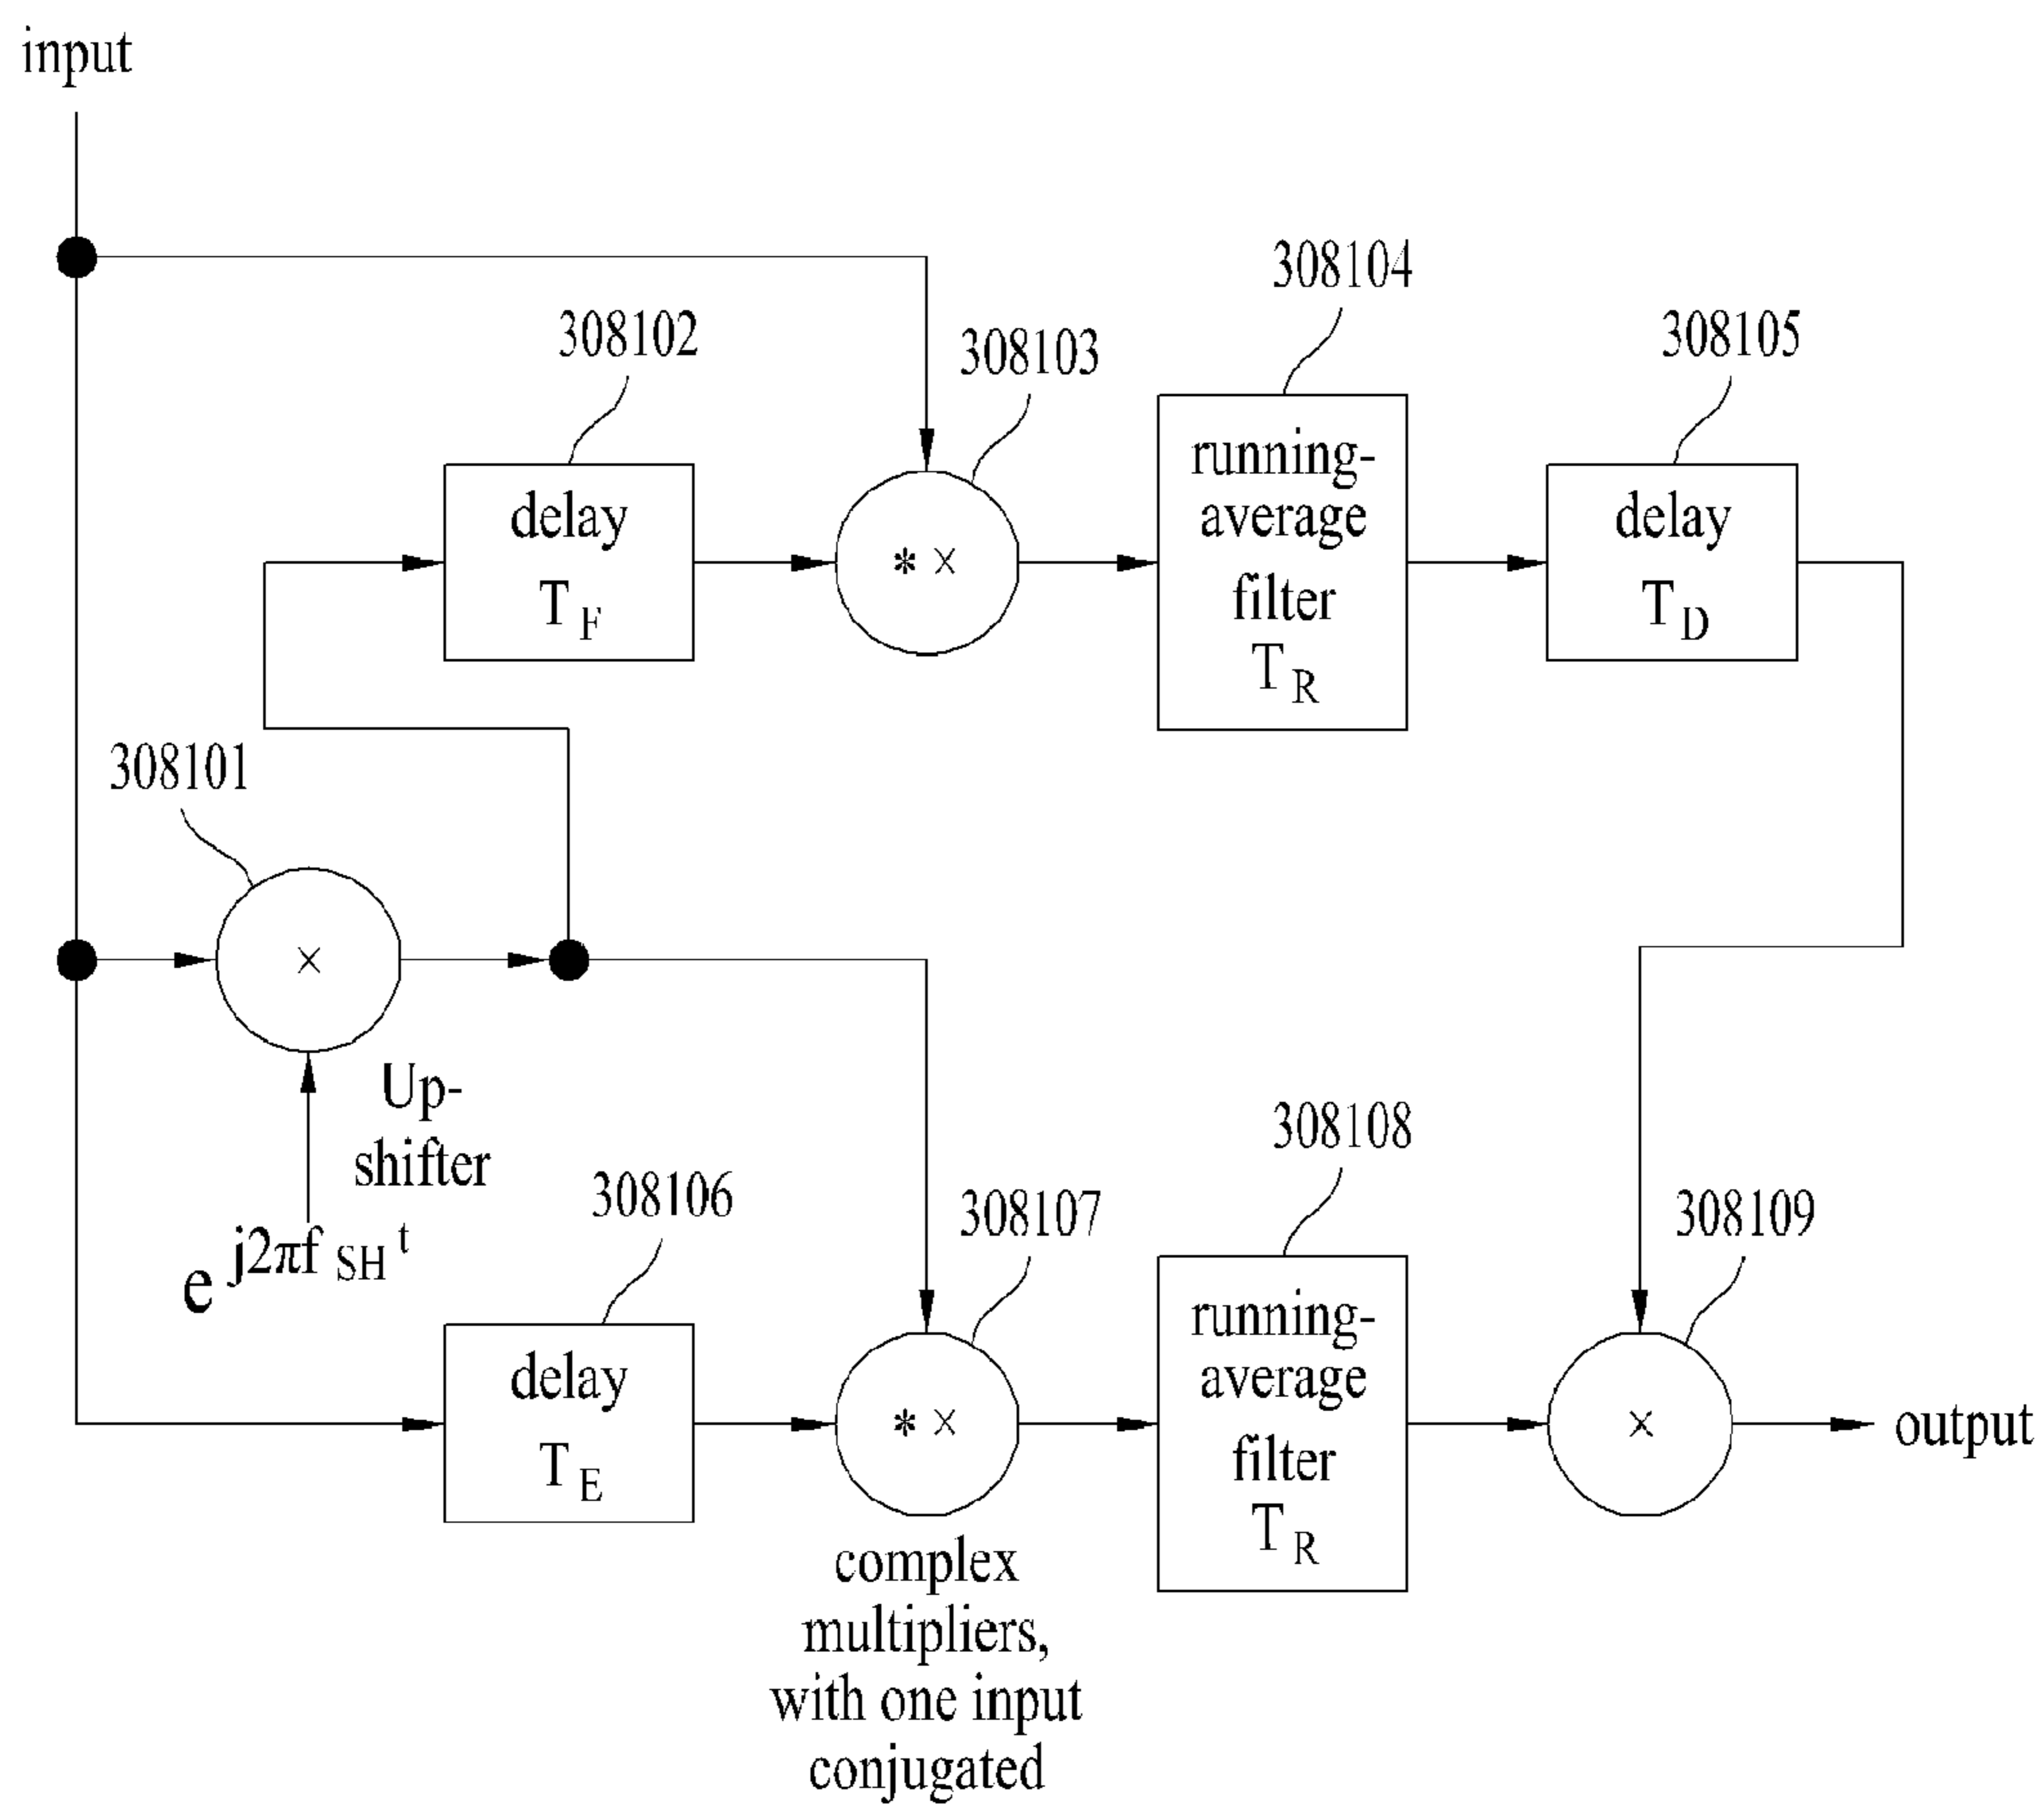 input
308104
308102
308103
308105
delay
T F
* ×
running-
average
filter
T R
delay
T D
308101
×
Up-
shifter
e j2πf SH t
308106
308107
308108
308109
delay
T E
* ×
running-
average
filter
T R
×
output
complex
multipliers,
with one input
conjugated